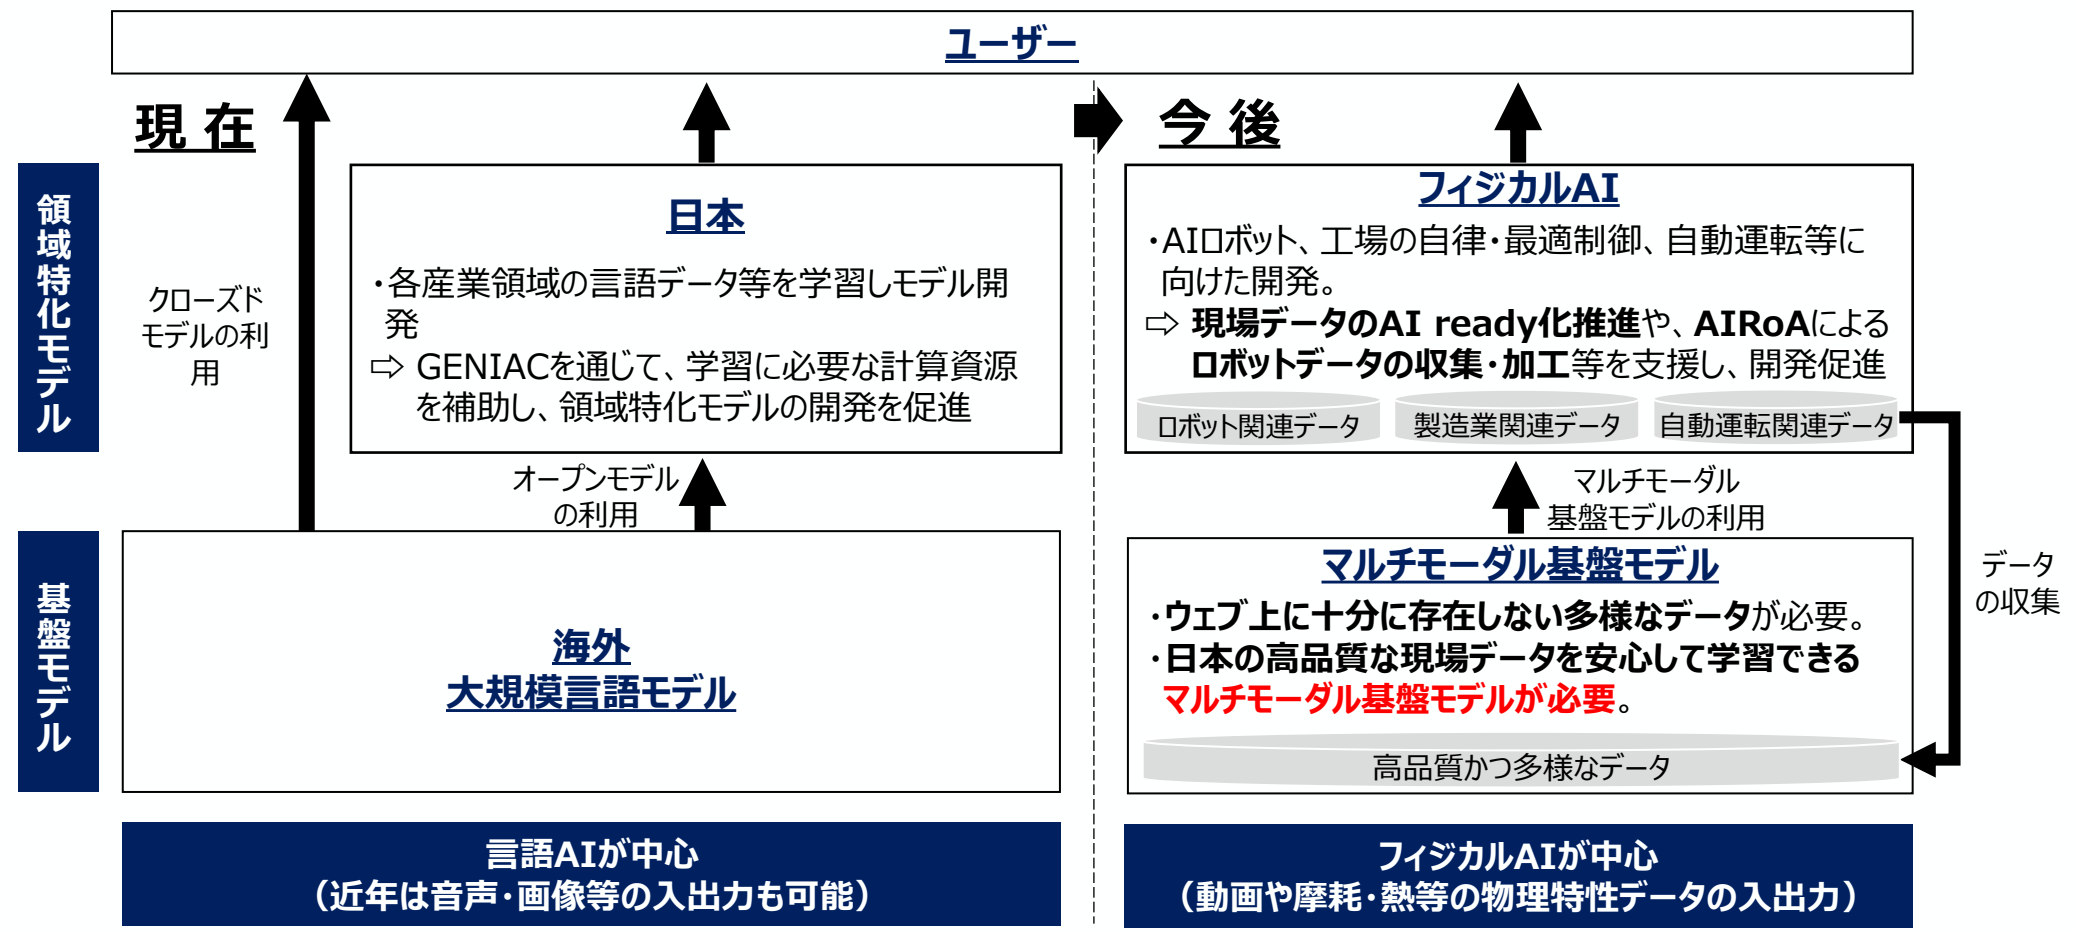 ユーザー
現在
今後
領域特化モデル
クローズド
モデルの利
用
日本
・各産業領域の言語データ等を学習しモデル開
発
⇨ GENIACを通じて、学習に必要な計算資源
を補助し、領域特化モデルの開発を促進
フィジカルAI
・AIロボット、工場の自律・最適制御、自動運転等に
向けた開発。
⇨ 現場データのAI ready化推進や、AIRoAによる
ロボットデータの収集・加工等を支援し、開発促進
ロボット関連データ
製造業関連データ
自動運転関連データ
オープンモデル
の利用
マルチモーダル
基盤モデルの利用
データ
の収集
基盤モデル
海外
大規模言語モデル
マルチモーダル基盤モデル
・ウェブ上に十分に存在しない多様なデータが必要。
・日本の高品質な現場データを安心して学習できる
マルチモーダル基盤モデルが必要。
高品質かつ多様なデータ
言語AIが中心
（近年は音声・画像等の入出力も可能）
フィジカルAIが中心
（動画や摩耗・熱等の物理特性データの入出力）